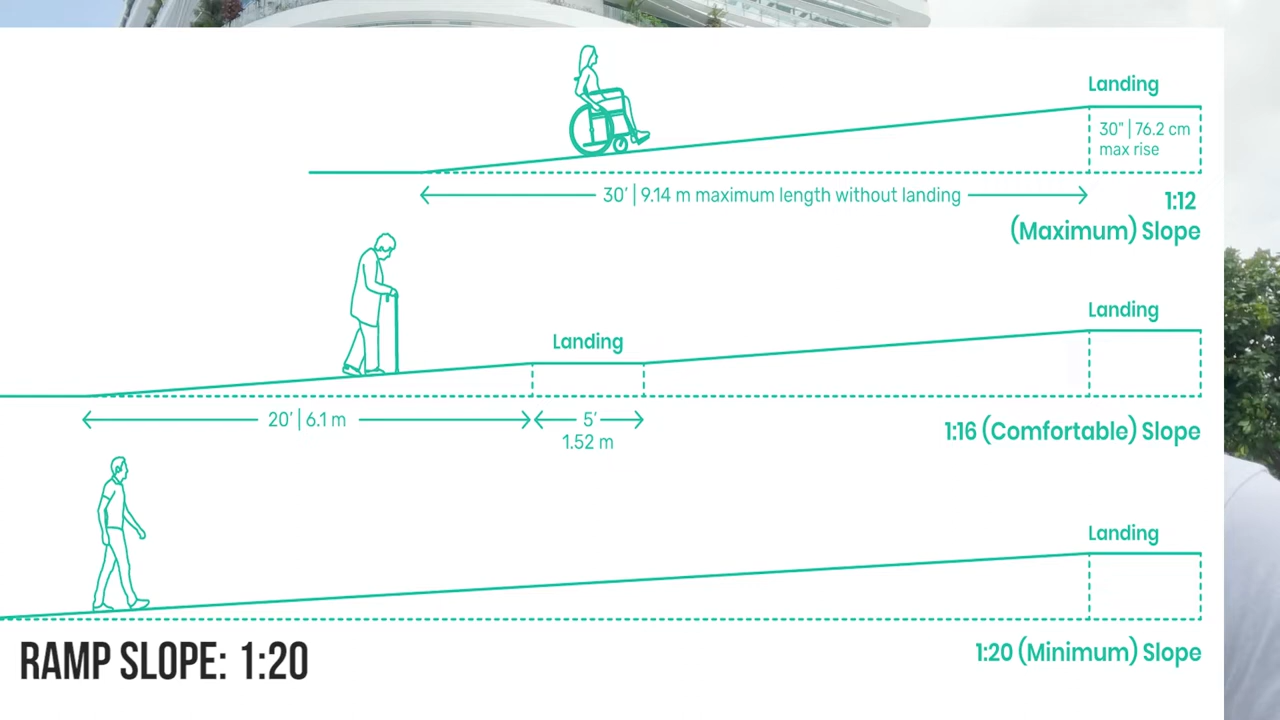 Landing
30" | 76.2 cm
max rise
30' | 9.14 m maximum length without landing
1:12
(Maximum) Slope
Landing
Landing
20' | 6.1 m
5'
1.52 m
1:16 (Comfortable) Slope
Landing
1:20 (Minimum) Slope
RAMP SLOPE: 1:20